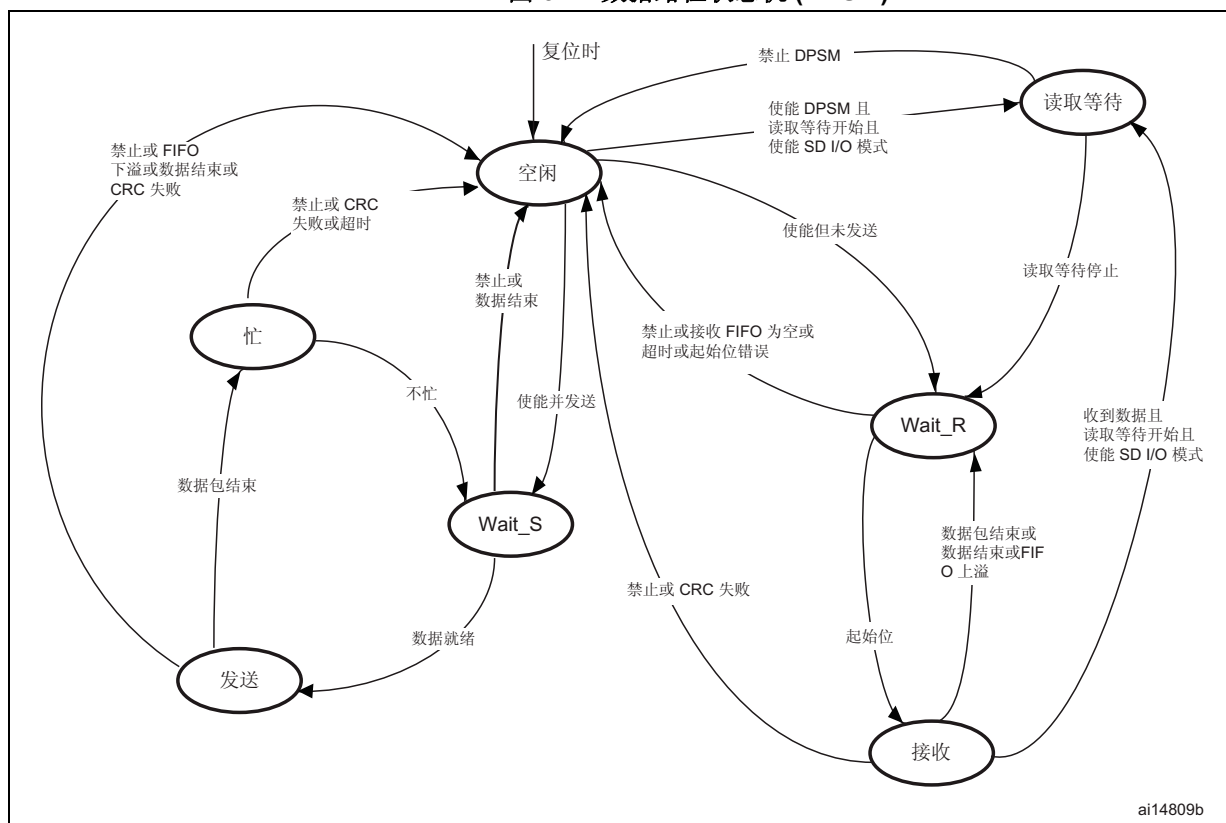 复位时
禁止 DPSM
读取等待
使能 DPSM 且
读取等待开始且
使能 SD I/O 模式
禁止或 FIFO
下溢或数据结束或
CRC 失败
空闲
禁止或 CRC
失败或超时
使能但未发送
读取等待停止
禁止或
数据结束
忙
禁止或接收 FIFO 为空或
超时或起始位错误
不忙
使能并发送
Wait_R
收到数据且
读取等待开始且
使能 SD I/O 模式
数据包结束
Wait_S
数据包结束或
数据结束或FIF
O 上溢
禁止或 CRC 失败
数据就绪
起始位
发送
接收
ai14809b